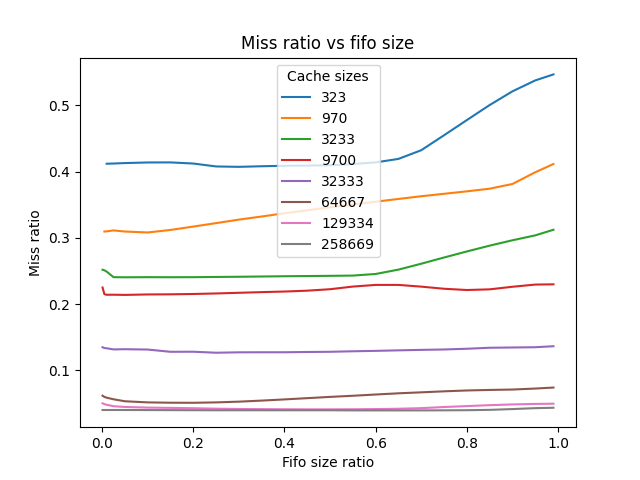 Miss ratio vs fifo size
Cache sizes
323
970
3233
9700
32333
64667
129334
258669
Miss ratio
0.5
0.4
0.3
0.2
0.1
0.0 0.2 0.4 0.6 0.8 1.0
Fifo size ratio